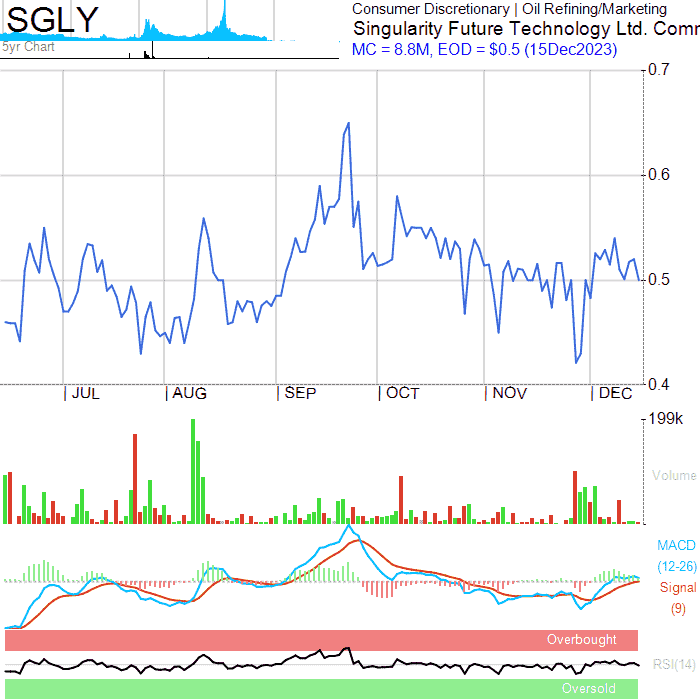 SGLY
5yr Chart
Consumer Discretionary | Oil Refining/Marketing
Singularity Future Technology Ltd. Comm
MC = 8.8M, EOD = $0.5 (15Dec2023)
0.7
0.6
0.5
0.4
JUL
AUG
SEP
OCT
NOV
DEC
199k
Volume
MACD
(12-26)
Signal
(9)
Overbought
RSI(14)
Oversold